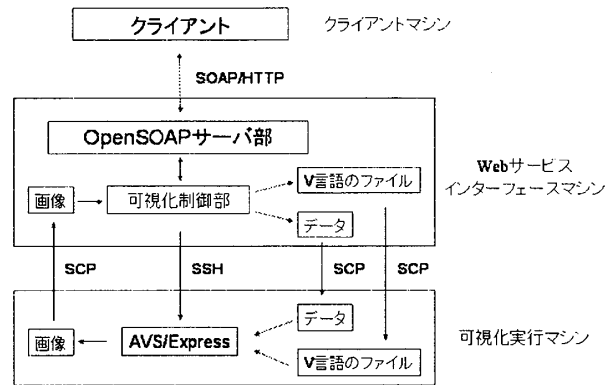 クライアント
クライアントマシン
SOAP/HTTP
OpenSOAPサーバ部
Webサービス
インターフェースマシン
V言語のファイル
画像
可視化制御部
データ
SCP
SSH
SCP
SCP
データ
画像
AVS/Express
可視化実行マシン
V言語のファイル